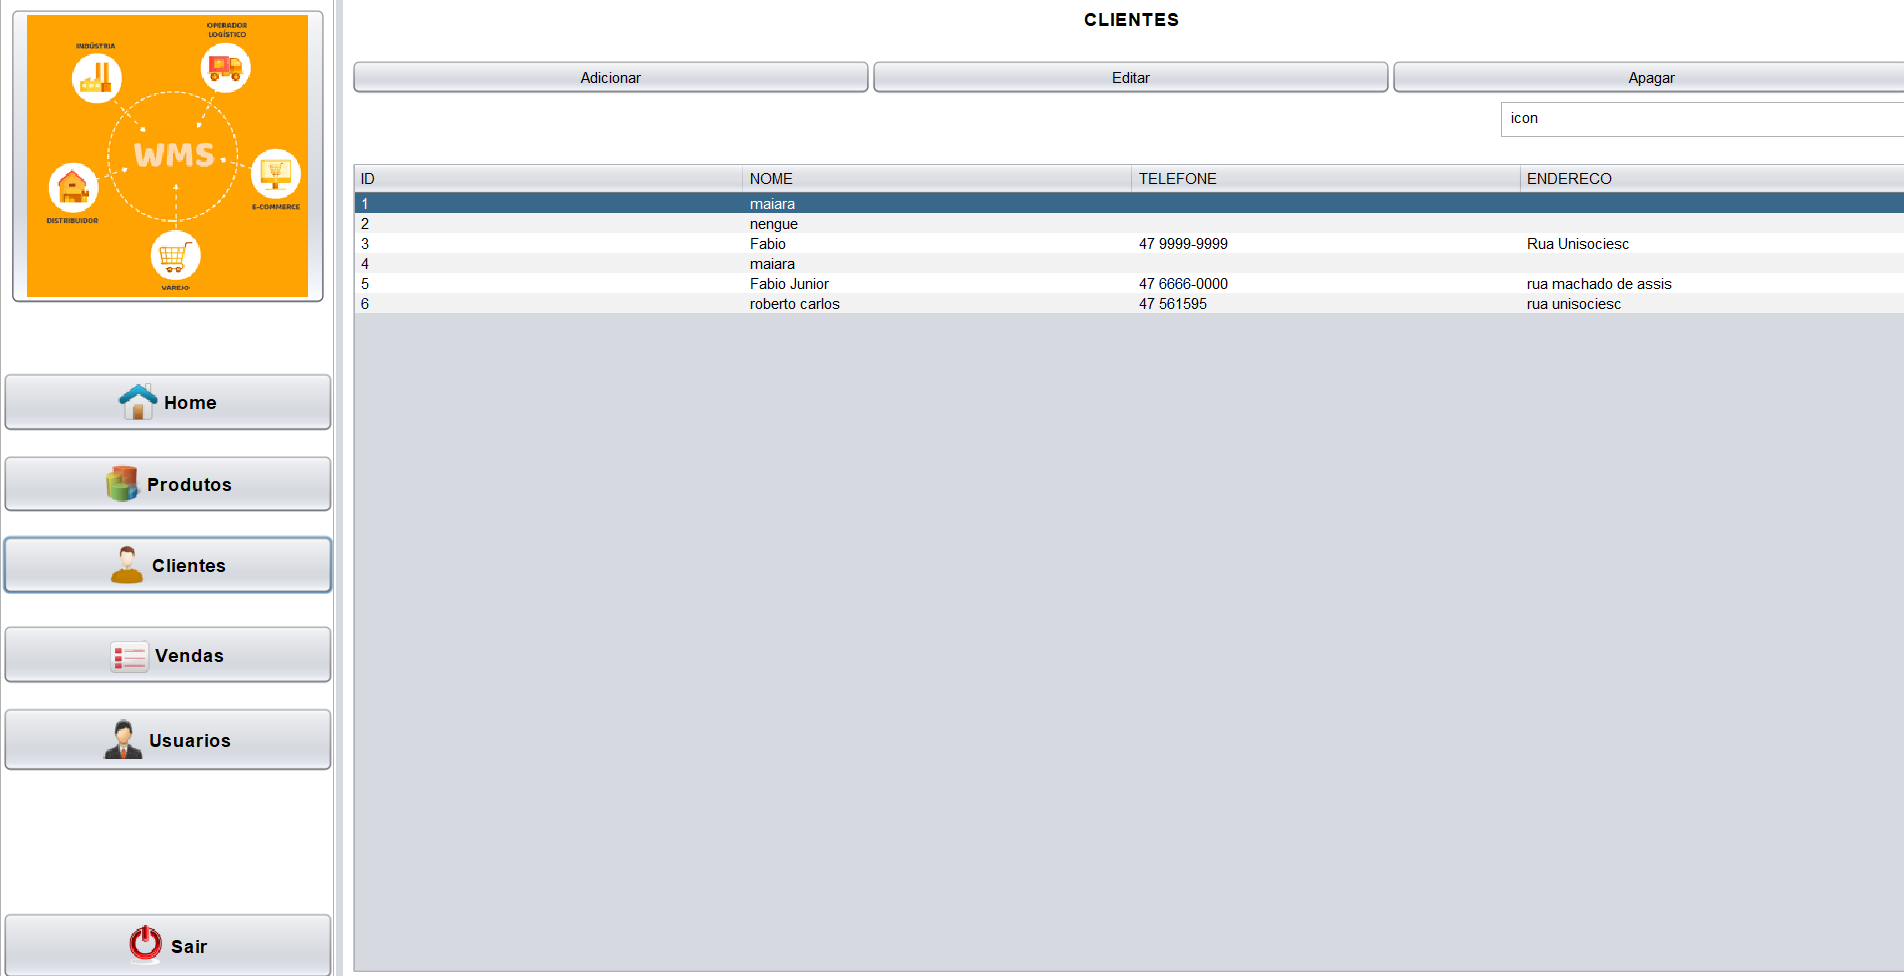 OPERADOR
LOGÍSTICO
INDÚSTRIA
WMS
E-COMMERCE
DISTRIBUIDOR
VAREJO
Home
Produtos
Clientes
Vendas
Usuarios
Sair
CLIENTES
Adicionar Editar Apagar
icon
ID NOME TELEFONE ENDERECO
1 maiara
2 nengue
3 Fabio 47 9999-9999 Rua Unisociesc
4 maiara
5 Fabio Junior 47 6666-0000 rua machado de assis
6 roberto carlos 47 561595 rua unisociesc